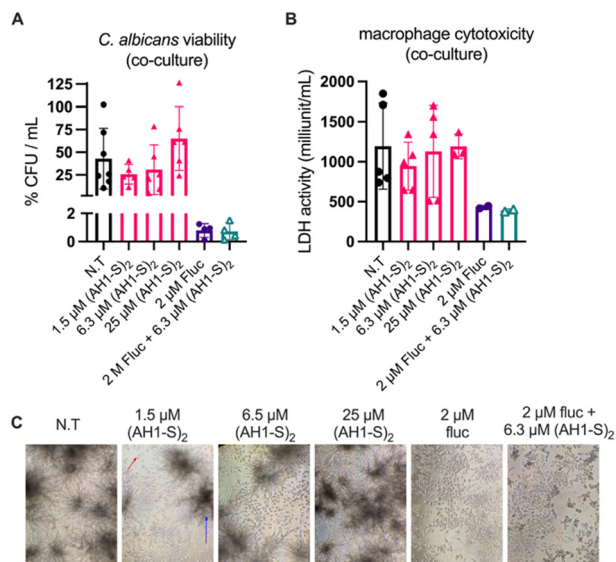 A
C. albicans viability
(co-culture)
% CFU / mL
125
100
75
50
25
2
0
N.T
1.5 µM (AH1-S)2
6.3 µM (AH1-S)2
25 µM (AH1-S)2
2 µM Fluc
2 M Fluc + 6.3 µM (AH1-S)2
B
macrophage cytotoxicity
(co-culture)
LDH activity (milliunit/mL)
2000
1500
1000
500
0
N.T
1.5 µM (AH1-S)2
6.3 µM (AH1-S)2
25 µM (AH1-S)2
2 µM Fluc
2 µM Fluc + 6.3 µM (AH1-S)2
C
N.T
1.5 µM
(AH1-S)2
6.5 µM
(AH1-S)2
25 µM
(AH1-S)2
2 µM
fluc
2 µM fluc +
6.3 µM (AH1-S)2